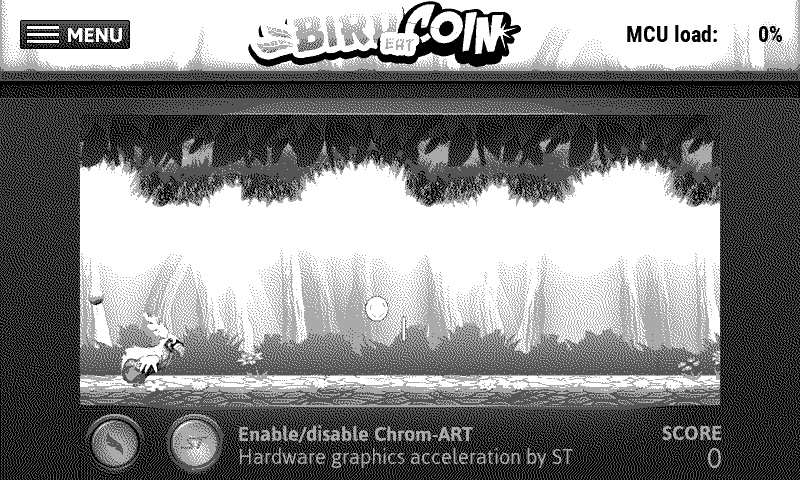 MENU
BIRD
EAT
COIN
MCU load: 0%
Enable/disable Chrom-ART
Hardware graphics acceleration by ST
SCORE
0